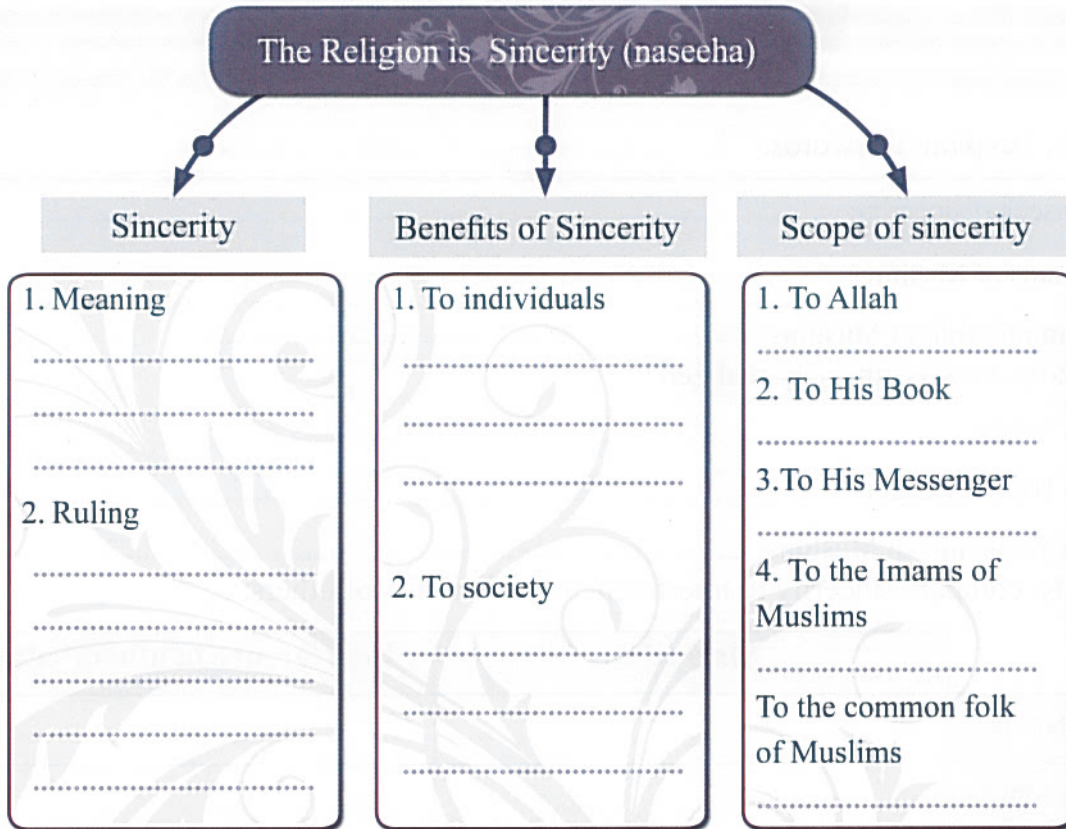 The Religion is Sincerity (naseeha)
Sincerity
1. Meaning
2. Ruling
Benefits of Sincerity
1. To individuals
2. To society
Scope of sincerity
1. To Allah
2. To His Book
3.To His Messenger
4. To the Imams of
Muslims
To the common folk
of Muslims